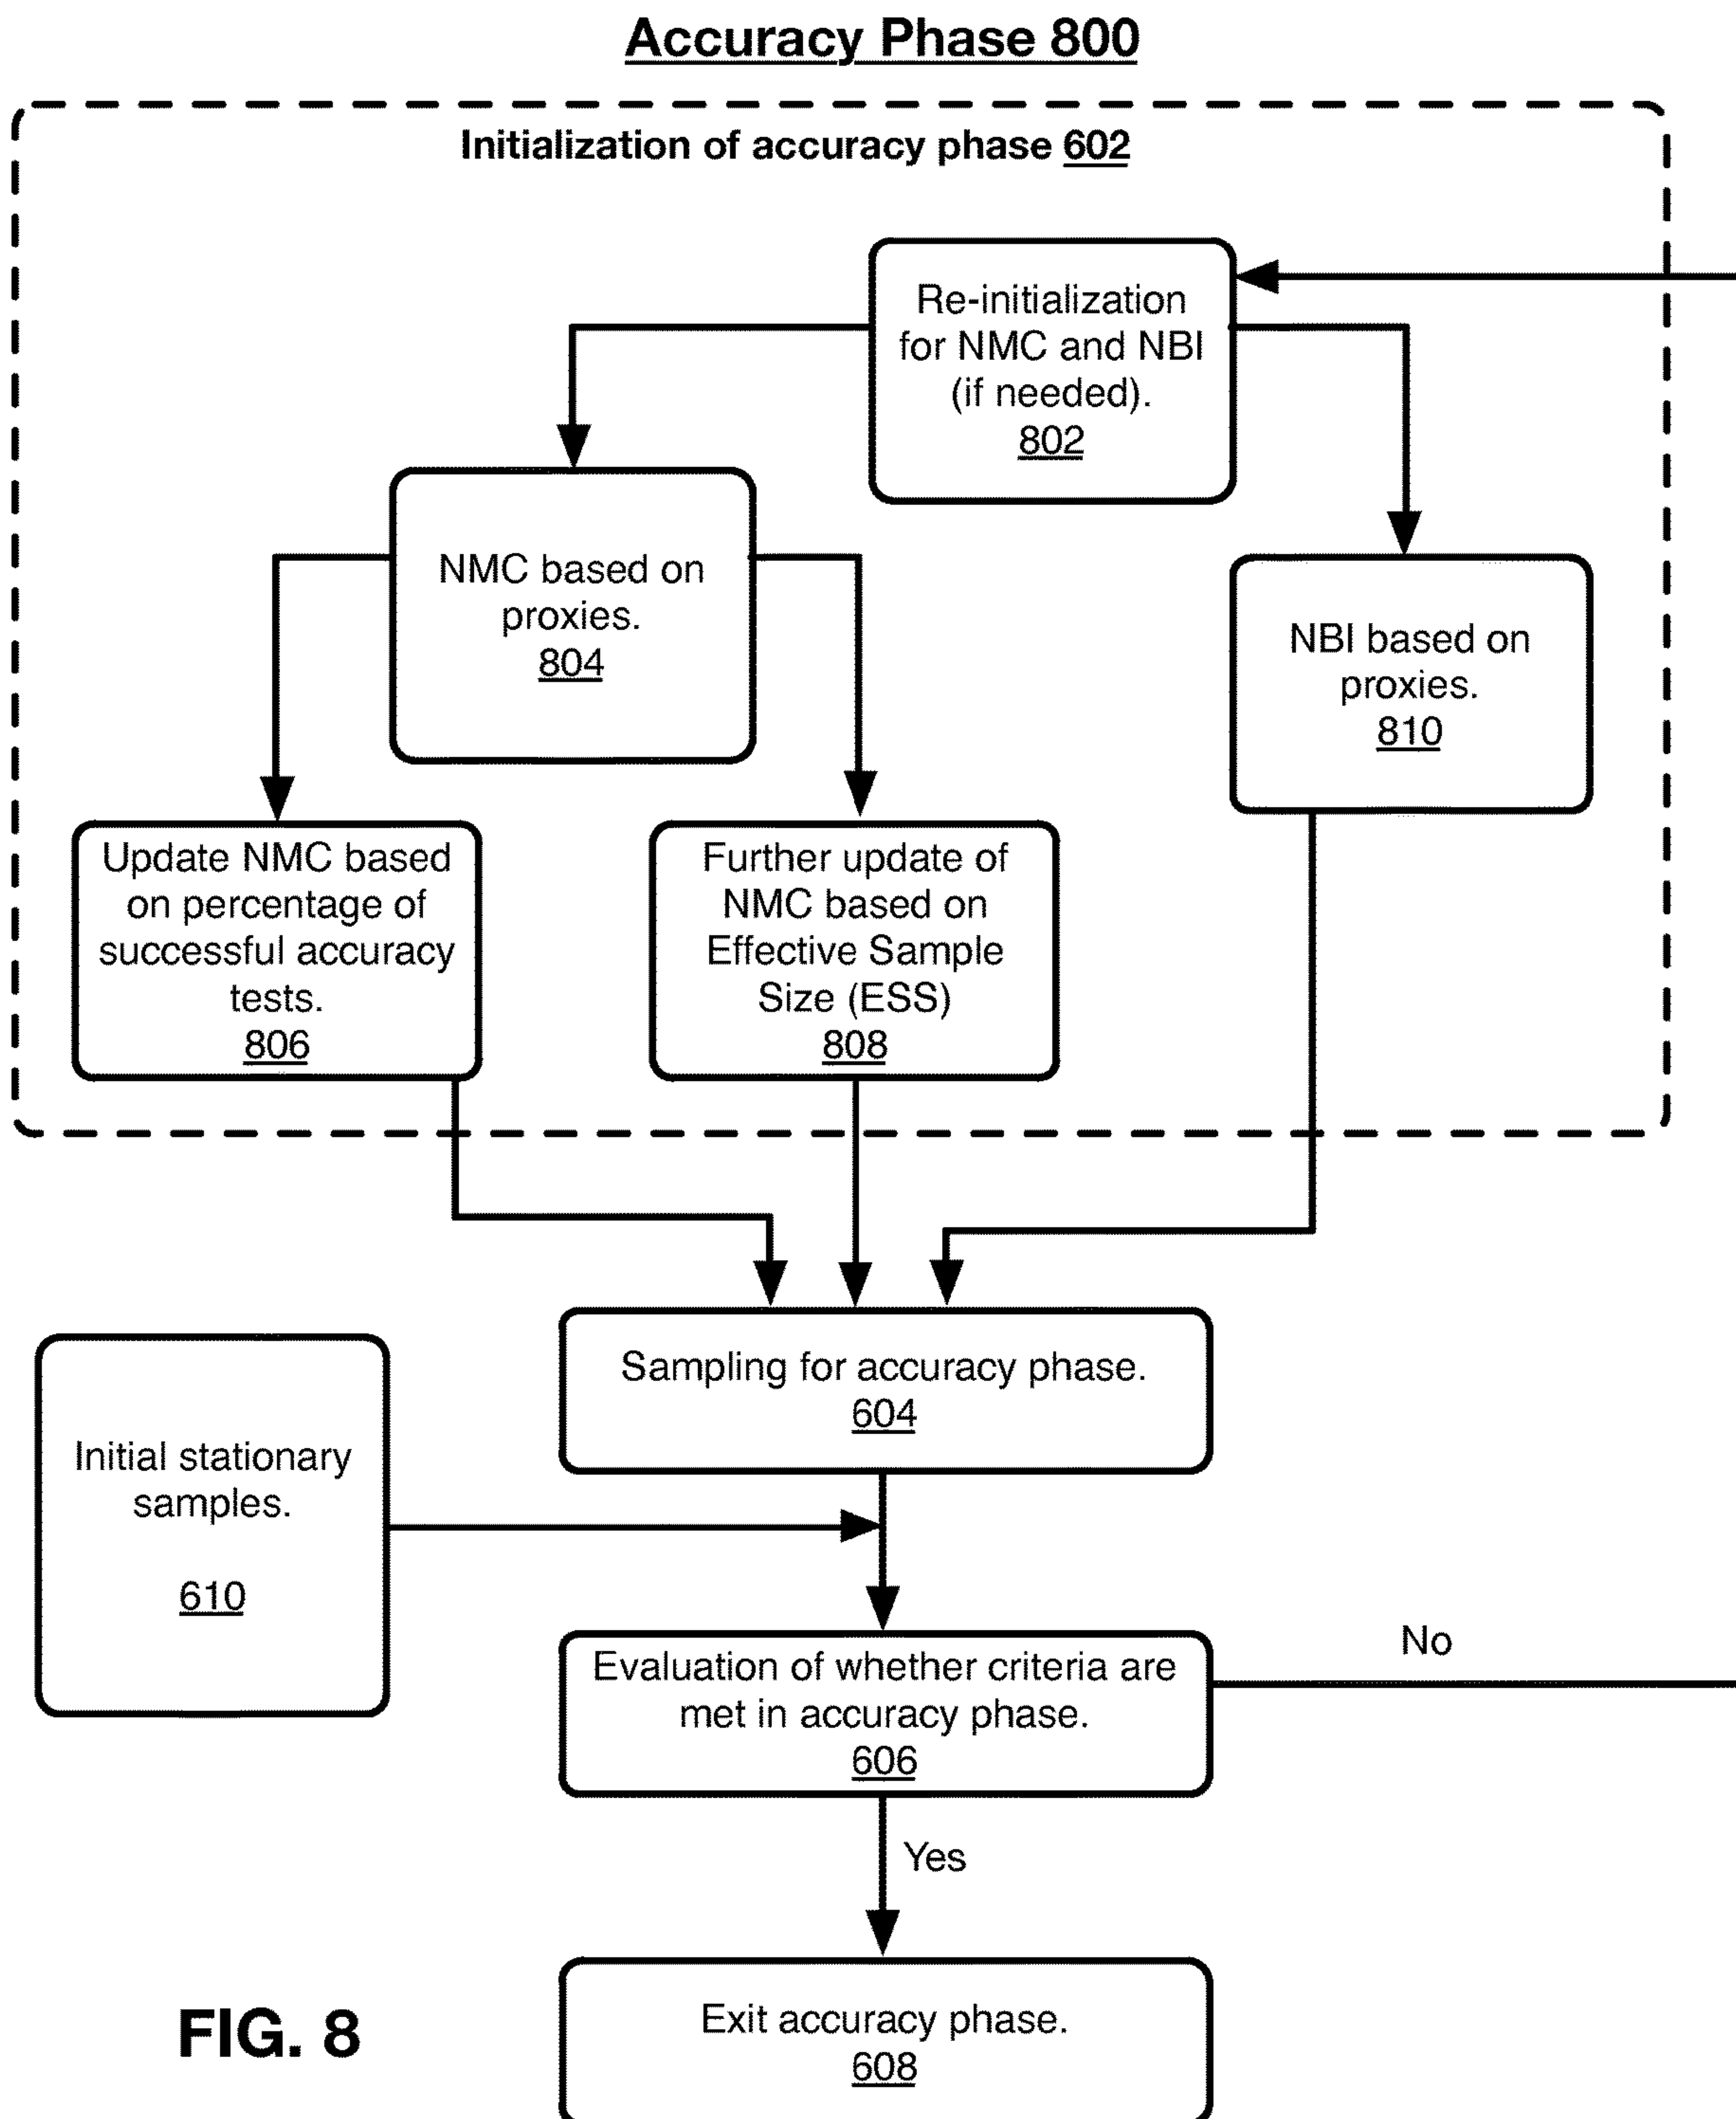 Accuracy Phase 800
Initialization of accuracy phase 602
Re-initialization
for NMC and NBI
(if needed).
802
NMC based on
proxies.
804
NBI based on
proxies.
810
Update NMC based
on percentage of
successful accuracy
tests.
806
Further update of
NMC based on
Effective Sample
Size (ESS)
808
Sampling for accuracy phase.
604
Initial stationary
samples.
610
Evaluation of whether criteria are
met in accuracy phase.
606
No
Yes
Exit accuracy phase.
608
FIG. 8